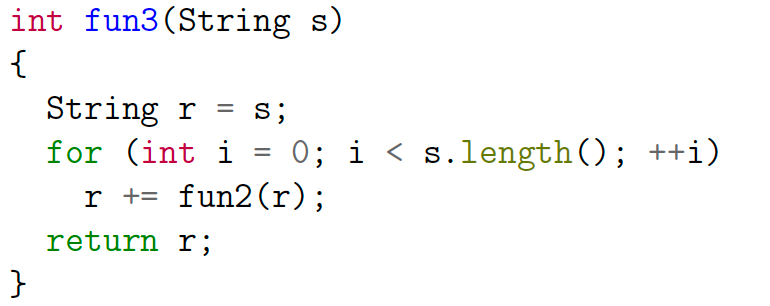 int fun3(String s)
{
  String r = s;
  for (int i = 0; i < s.length(); ++i)
    r += fun2(r);
  return r;
}